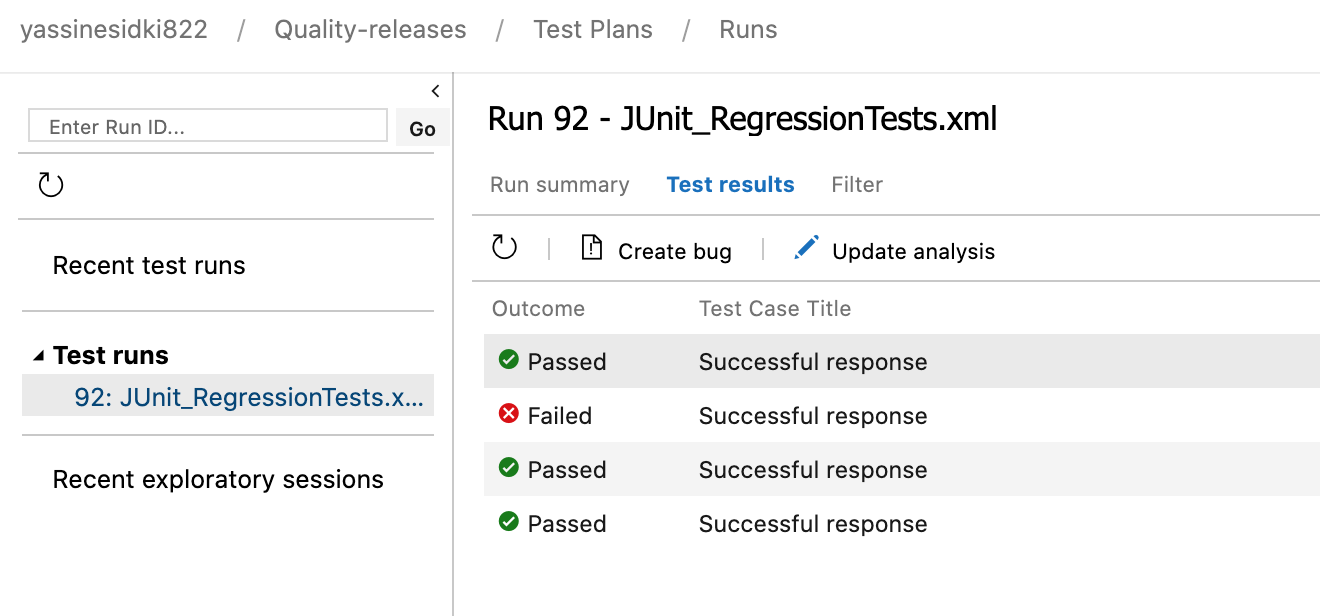 yassinesidki822 / Quality-releases / Test Plans / Runs
Enter Run ID...
Go
Recent test runs
Test runs
92: JUnit_RegressionTests.x...
Recent exploratory sessions
Run 92 - JUnit_RegressionTests.xml
Run summary Test results Filter
Create bug Update analysis
Outcome Test Case Title
Passed Successful response
Failed Successful response
Passed Successful response
Passed Successful response